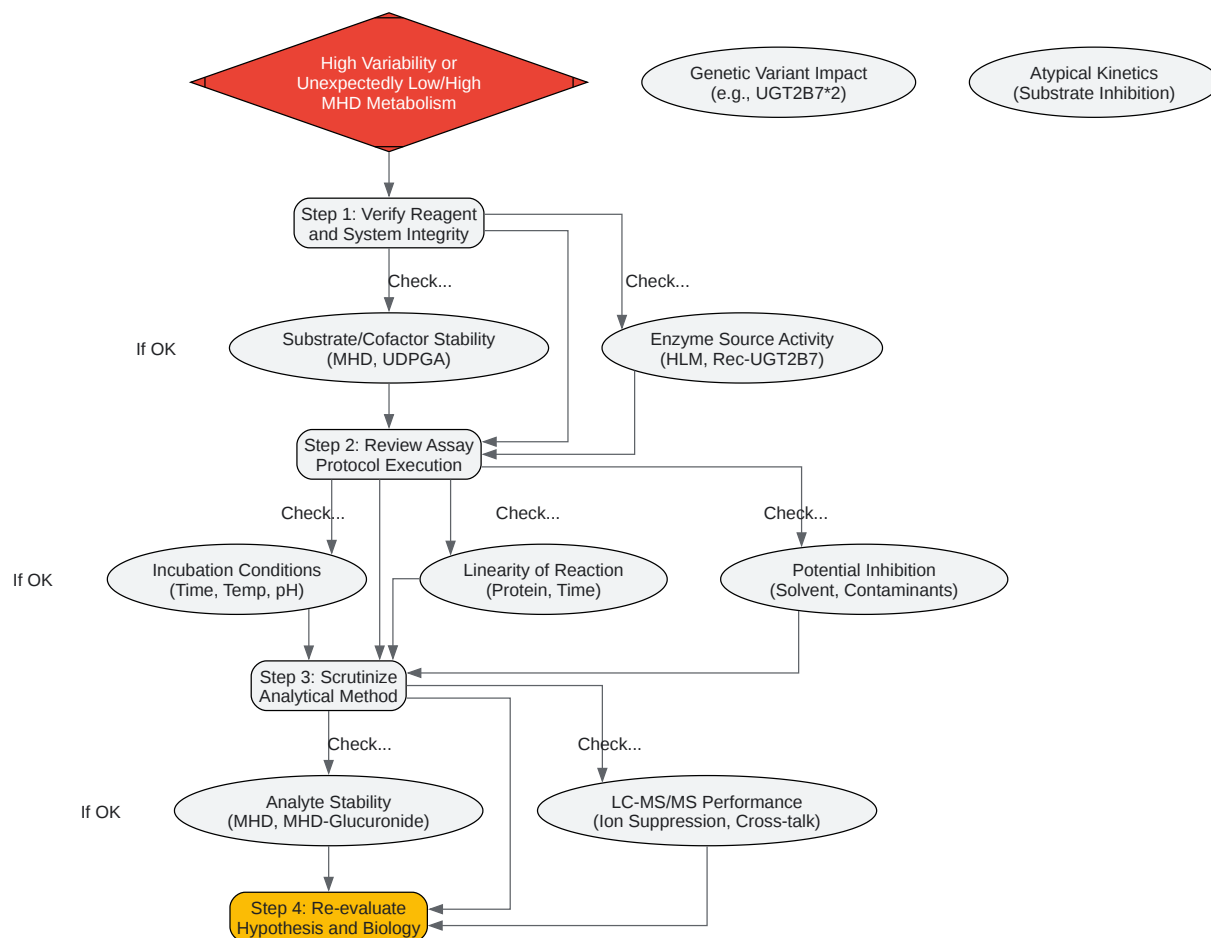 High Variability or
Unexpectedly Low/High
MHD Metabolism
Genetic Variant Impact
(e.g., UGT2B7*2)
Atypical Kinetics
(Substrate Inhibition)
Step 1: Verify Reagent
and System Integrity
Check...
Check...
If OK
Substrate/Cofactor Stability
(MHD, UDPGA)
Enzyme Source Activity
(HLM, Rec-UGT2B7)
Step 2: Review Assay
Protocol Execution
Check...
Check...
Check...
If OK
Incubation Conditions
(Time, Temp, pH)
Linearity of Reaction
(Protein, Time)
Potential Inhibition
(Solvent, Contaminants)
Step 3: Scrutinize
Analytical Method
Check...
Check...
If OK
Analyte Stability
(MHD, MHD-Glucuronide)
LC-MS/MS Performance
(Ion Suppression, Cross-talk)
Step 4: Re-evaluate
Hypothesis and Biology